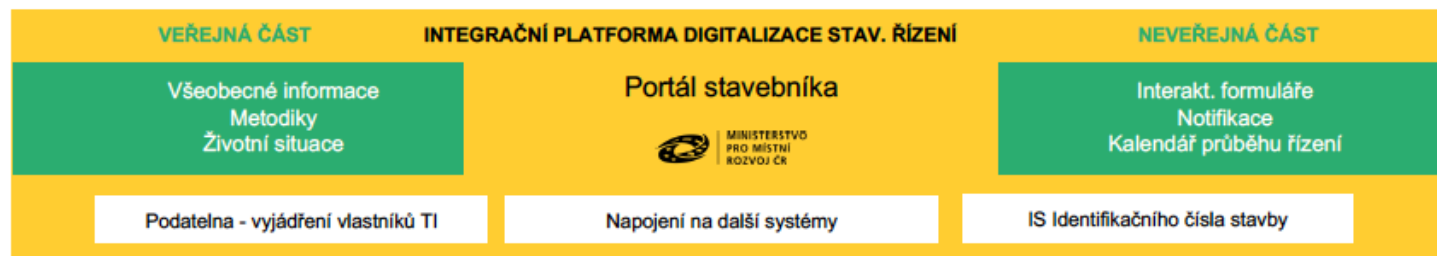 VEŘEJNÁ ČÁST
INTEGRAČNÍ PLATFORMA DIGITALIZACE STAV. ŘÍZENÍ
NEVEŘEJNÁ ČÁST
Všeobecné informace
Metodiky
Životní situace
Portál stavebníka
MINISTERSTVO
PRO MÍSTNÍ
ROZVOJ ČR
Interakt. formuláře
Notifikace
Kalendář průběhu řízení
Podatelna - vyjádření vlastníků TI
Napojení na další systémy
IS Identifikačního čísla stavby